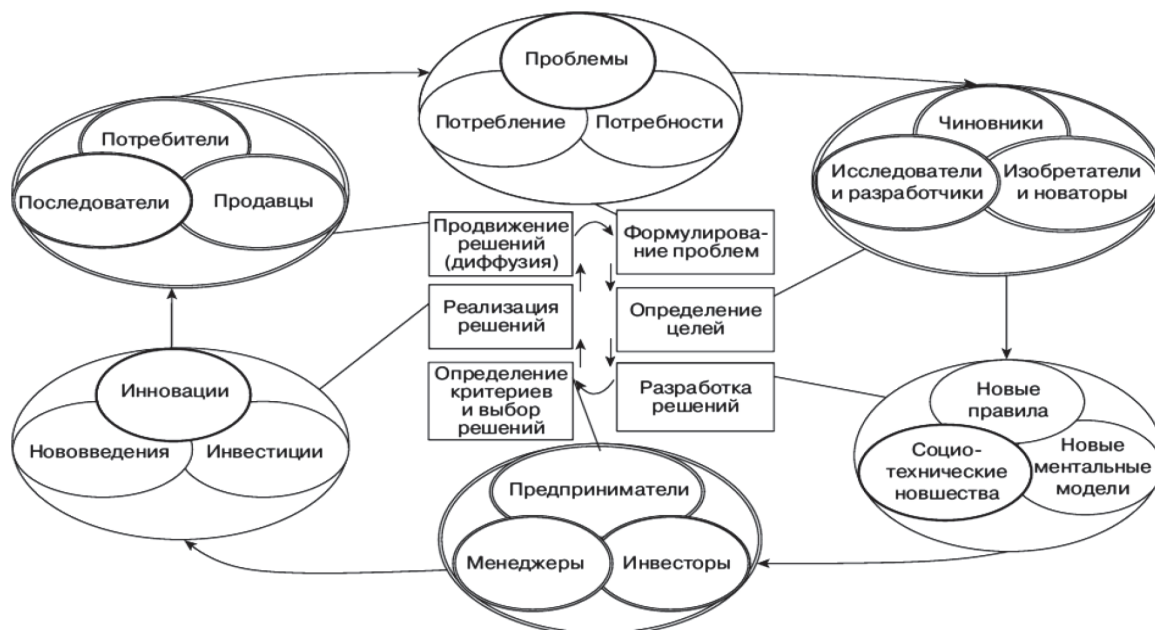 Проблемы
Потребление
Потребности
Потребители
Последователи
Продавцы
Чиновники
Исследователи
и разработчики
Изобретатели
и новаторы
Продвижение
решений
(диффузия)
Формулирова-
ние проблем
Реализация
решений
Определение
целей
Определение
критериев
и выбор
решений
Разработка
решений
Инновации
Нововведения
Инвестиции
Новые
правила
Социо-
технические
новшества
Новые
ментальные
модели
Предприниматели
Менеджеры
Инвесторы